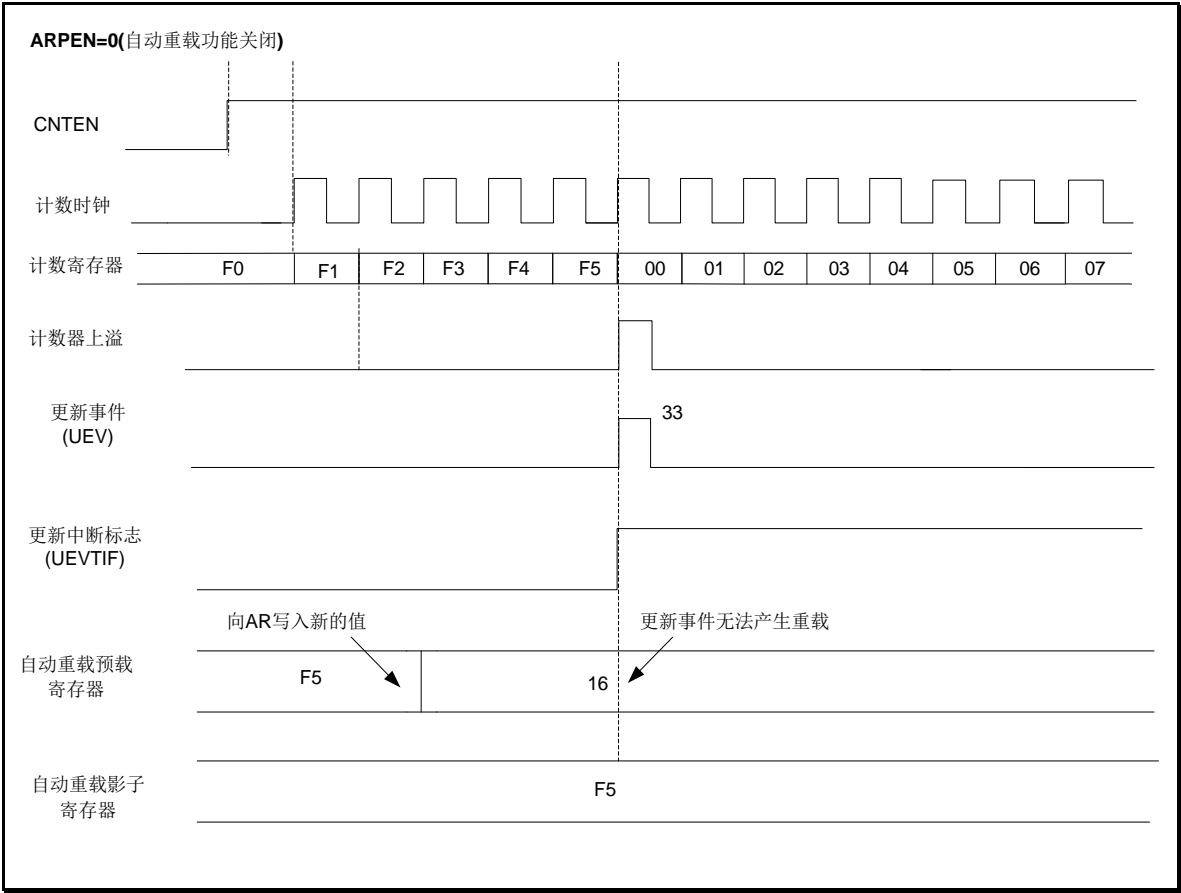 ARPEN=0(自动重载功能关闭)
CNTEN
计数时钟
计数寄存器
F0 F1 F2 F3 F4 F5 00 01 02 03 04 05 06 07
计数器上溢
更新事件
(UEV)
33
更新中断标志
(UEVTIF)
向AR写入新的值
更新事件无法产生重载
自动重载预载
寄存器
F5
16
自动重载影子
寄存器
F5